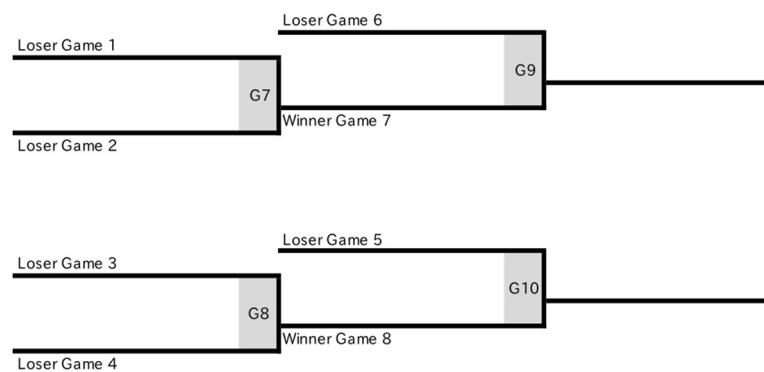 Loser Game 6
Loser Game 1
G9
G7
Winner Game 7
Loser Game 2
Loser Game 5
Loser Game 3
G10
G8
Winner Game 8
Loser Game 4